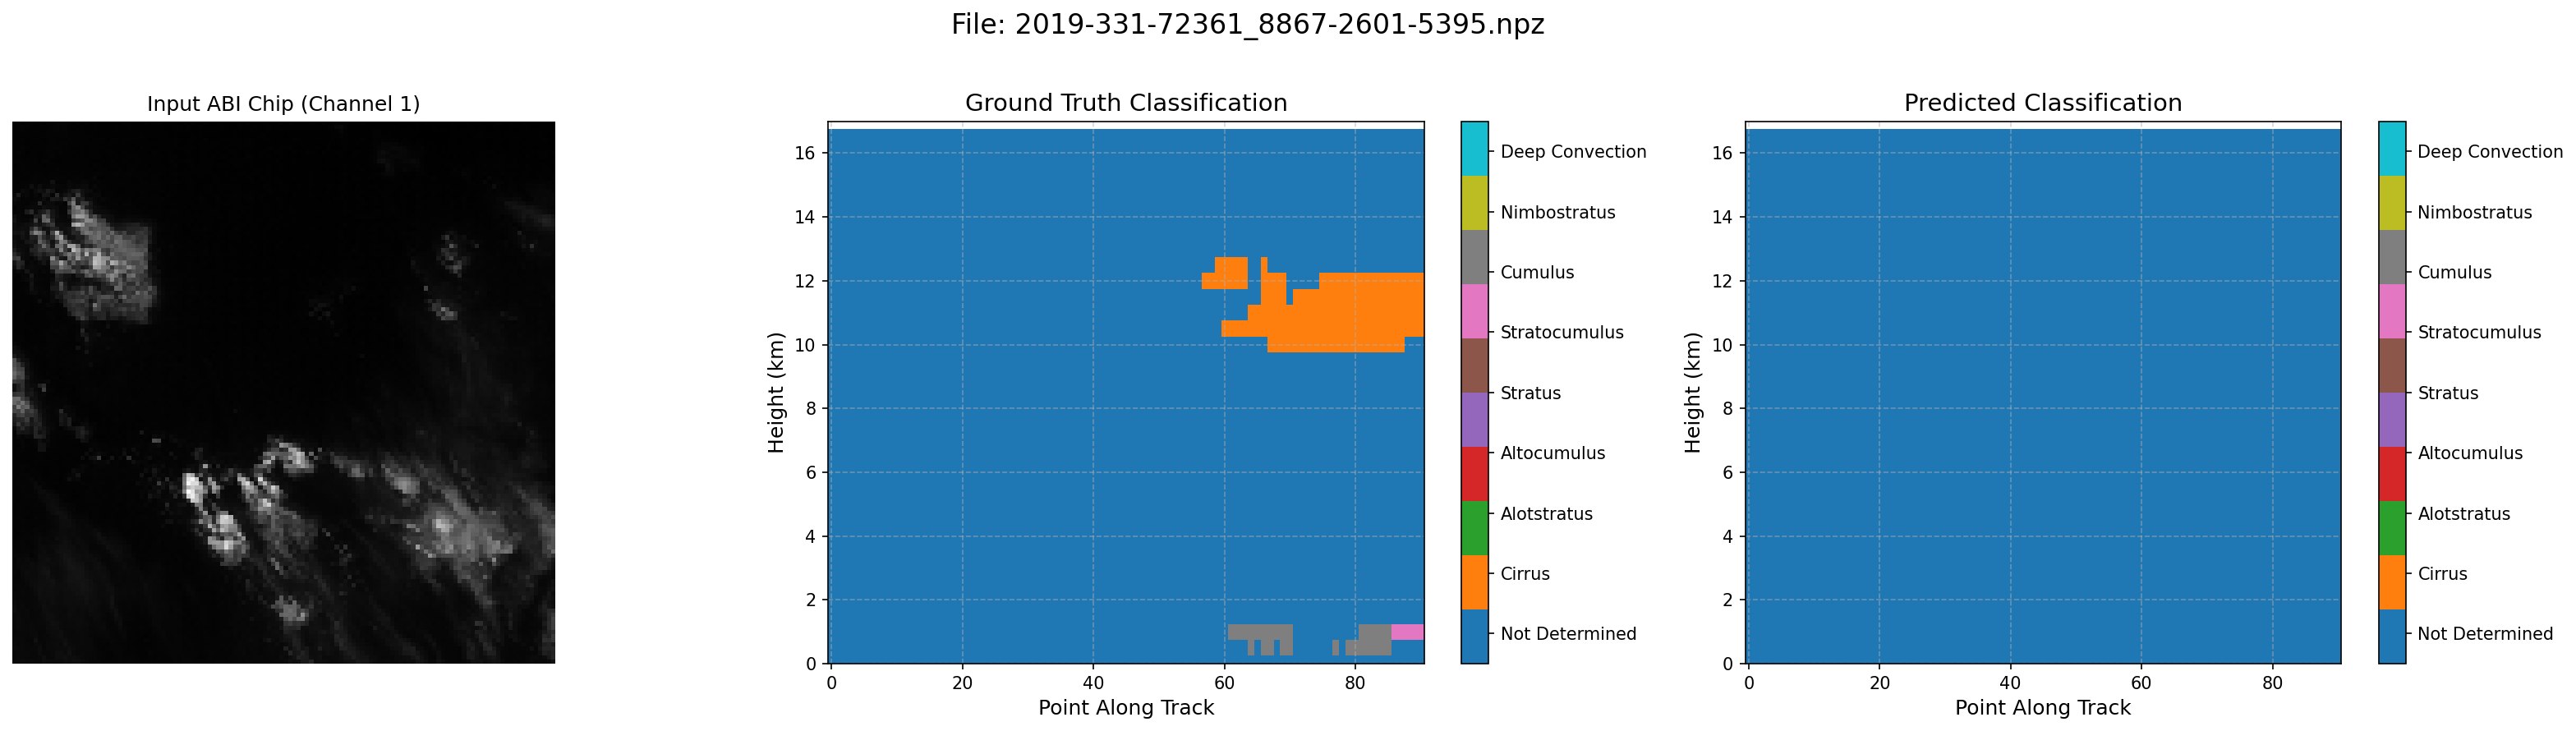 File: 2019-331-72361_8867-2601-5395.npz
Input ABI Chip (Channel 1)
Ground Truth Classification
Height (km)
16
14
12
10
8
6
4
2
0
0 20 40 60 80
Point Along Track
Deep Convection
Nimbostratus
Cumulus
Stratocumulus
Stratus
Altocumulus
Alotstratus
Cirrus
Not Determined
Predicted Classification
Height (km)
16
14
12
10
8
6
4
2
0
0 20 40 60 80
Point Along Track
Deep Convection
Nimbostratus
Cumulus
Stratocumulus
Stratus
Altocumulus
Alotstratus
Cirrus
Not Determined